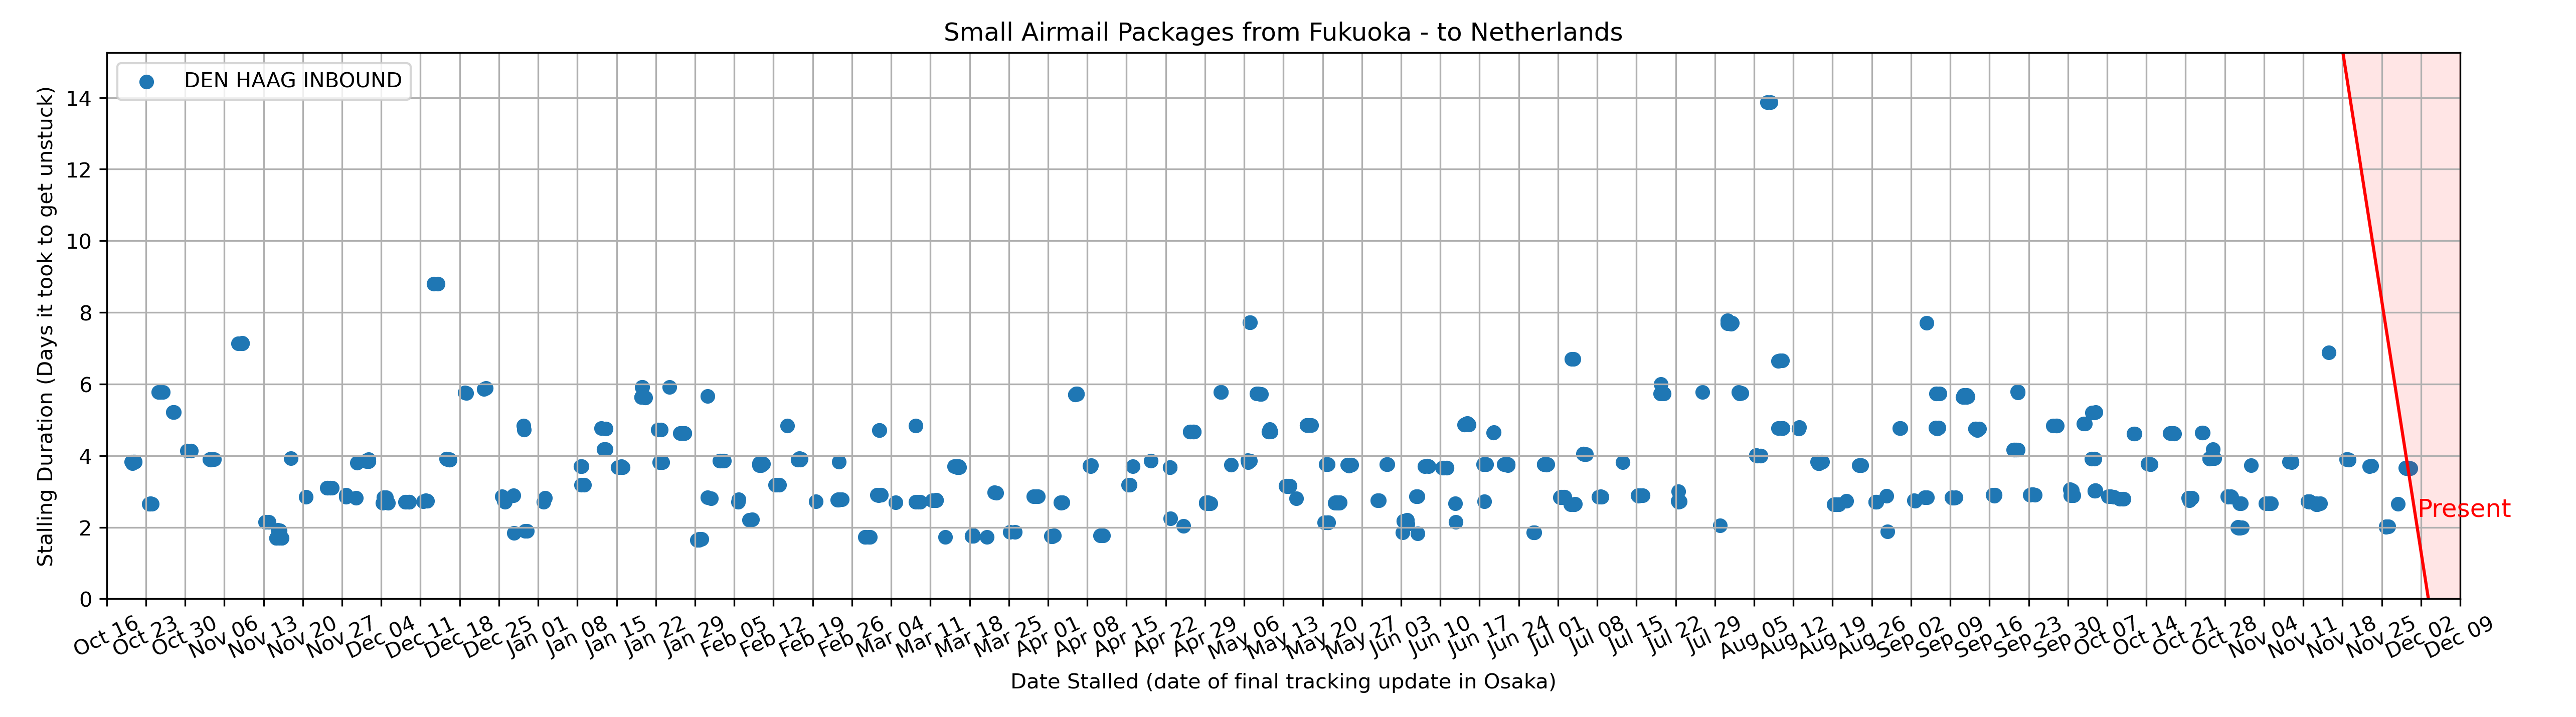 Small Airmail Packages from Fukuoka - to Netherlands
DEN HAAG INBOUND
Stalling Duration (Days it took to get unstuck)
14
12
10
8
6
4
2
0
Present
Oct 16 Oct 23 Oct 30 Nov 06 Nov 13 Nov 20 Nov 27 Dec 04 Dec 11 Dec 18 Dec 25 Jan 01 Jan 08 Jan 15 Jan 22 Jan 29 Feb 05 Feb 12 Feb 19 Feb 26 Mar 04 Mar 11 Mar 18 Mar 25 Apr 01 Apr 08 Apr 15 Apr 22 Apr 29 May 06 May 13 May 20 May 27 Jun 03 Jun 10 Jun 17 Jun 24 Jul 01 Jul 08 Jul 15 Jul 22 Jul 29 Aug 05 Aug 12 Aug 19 Aug 26 Sep 02 Sep 09 Sep 16 Sep 23 Sep 30 Oct 07 Oct 14 Oct 21 Oct 28 Nov 04 Nov 11 Nov 18 Nov 25 Dec 02 Dec 09
Date Stalled (date of final tracking update in Osaka)